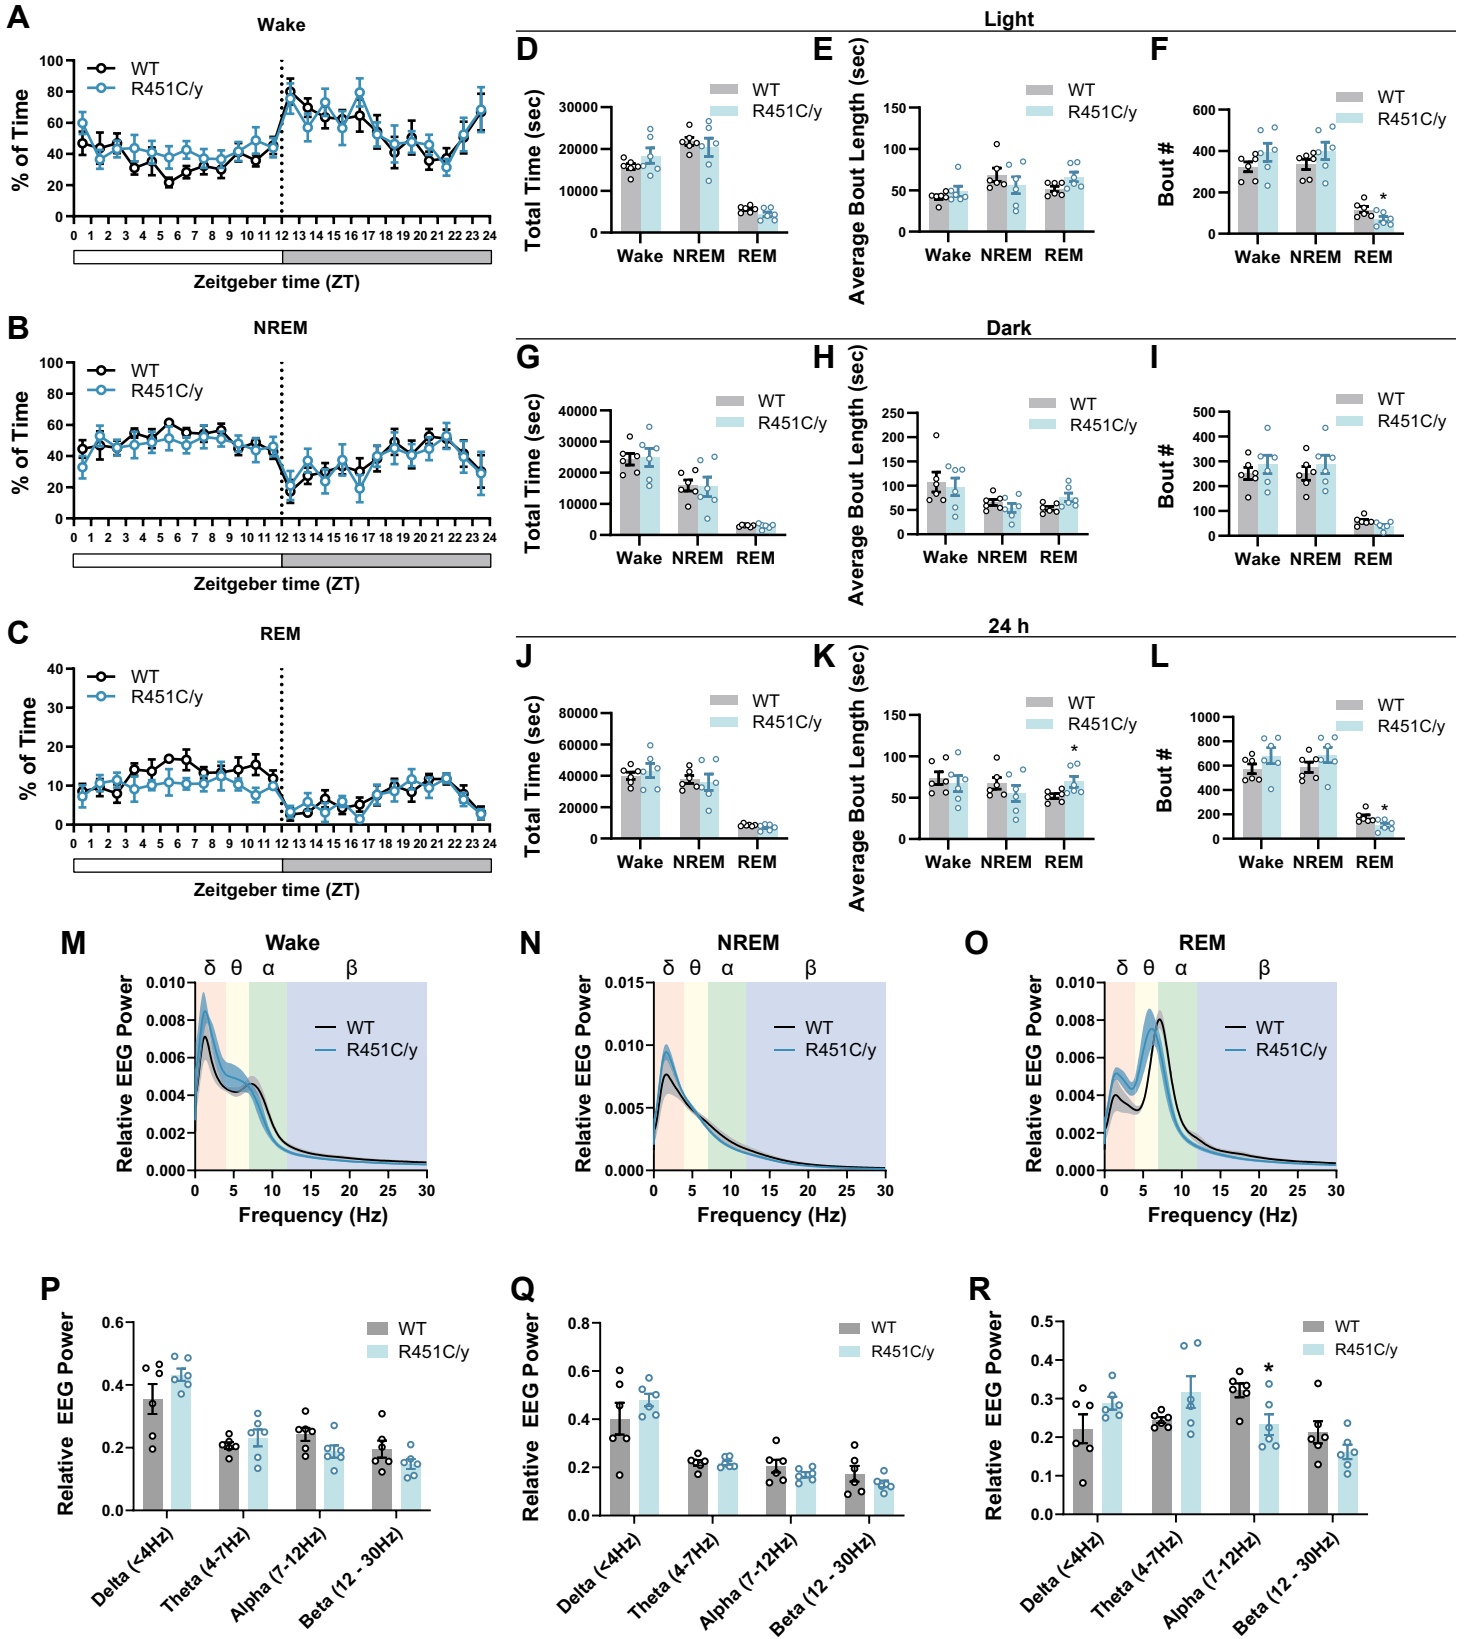 A
Wake
WT
R451C/y
% of Time
100
80
60
40
20
0
0 1 2 3 4 5 6 7 8 9 10 11 12 13 14 15 16 17 18 19 20 21 22 23 24
Zeitgeber time (ZT)
Light
D
Total Time (sec)
WT
R451C/y
30000
20000
10000
0
Wake NREM REM
E
Average Bout Length (sec)
WT
R451C/y
150
100
50
0
Wake NREM REM
F
Bout #
WT
R451C/y
600
400
200
0
*
Wake NREM REM
B
NREM
WT
R451C/y
% of Time
100
80
60
40
20
0
0 1 2 3 4 5 6 7 8 9 10 11 12 13 14 15 16 17 18 19 20 21 22 23 24
Zeitgeber time (ZT)
Dark
G
Total Time (sec)
WT
R451C/y
40000
30000
20000
10000
0
Wake NREM REM
H
Average Bout Length (sec)
WT
R451C/y
250
200
150
100
50
0
Wake NREM REM
I
Bout #
WT
R451C/y
500
400
300
200
100
0
Wake NREM REM
C
REM
WT
R451C/y
% of Time
40
30
20
10
0
0 1 2 3 4 5 6 7 8 9 10 11 12 13 14 15 16 17 18 19 20 21 22 23 24
Zeitgeber time (ZT)
24 h
J
Total Time (sec)
WT
R451C/y
80000
60000
40000
20000
0
Wake NREM REM
K
Average Bout Length (sec)
WT
R451C/y
150
100
50
0
*
Wake NREM REM
L
Bout #
WT
R451C/y
1000
800
600
400
200
0
*
Wake NREM REM
M
Wake
δ θ α β
Relative EEG Power
0.010
0.008
0.006
0.004
0.002
0.000
WT
R451C/y
0 5 10 15 20 25 30
Frequency (Hz)
N
NREM
δ θ α β
Relative EEG Power
0.015
0.010
0.005
0.000
WT
R451C/y
0 5 10 15 20 25 30
Frequency (Hz)
O
REM
δ θ α β
Relative EEG Power
0.010
0.008
0.006
0.004
0.002
0.000
WT
R451C/y
0 5 10 15 20 25 30
Frequency (Hz)
P
Relative EEG Power
0.6
0.4
0.2
0.0
WT
R451C/y
Delta (<4Hz)
Theta (4-7Hz)
Alpha (7-12Hz)
Beta (12 - 30Hz)
Q
Relative EEG Power
0.8
0.6
0.4
0.2
0.0
WT
R451C/y
Delta (<4Hz)
Theta (4-7Hz)
Alpha (7-12Hz)
Beta (12 - 30Hz)
R
Relative EEG Power
0.5
0.4
0.3
0.2
0.1
0.0
WT
R451C/y
*
Delta (<4Hz)
Theta (4-7Hz)
Alpha (7-12Hz)
Beta (12 - 30Hz)